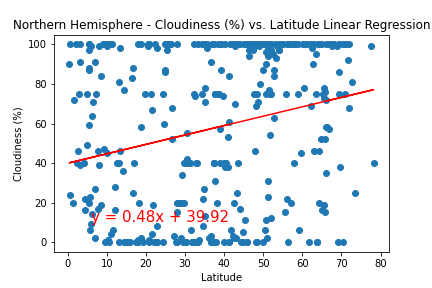 Northern Hemisphere - Cloudiness (%) vs. Latitude Linear Regression
100
80
60
40
20
0
Cloudiness (%)
y = 0.48x + 39.92
0 10 20 30 40 50 60 70 80
Latitude